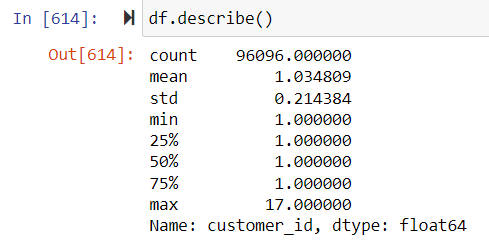 In [614]: df.describe()
Out[614]: count 96096.000000
mean 1.034809
std 0.214384
min 1.000000
25% 1.000000
50% 1.000000
75% 1.000000
max 17.000000
Name: customer_id, dtype: float64